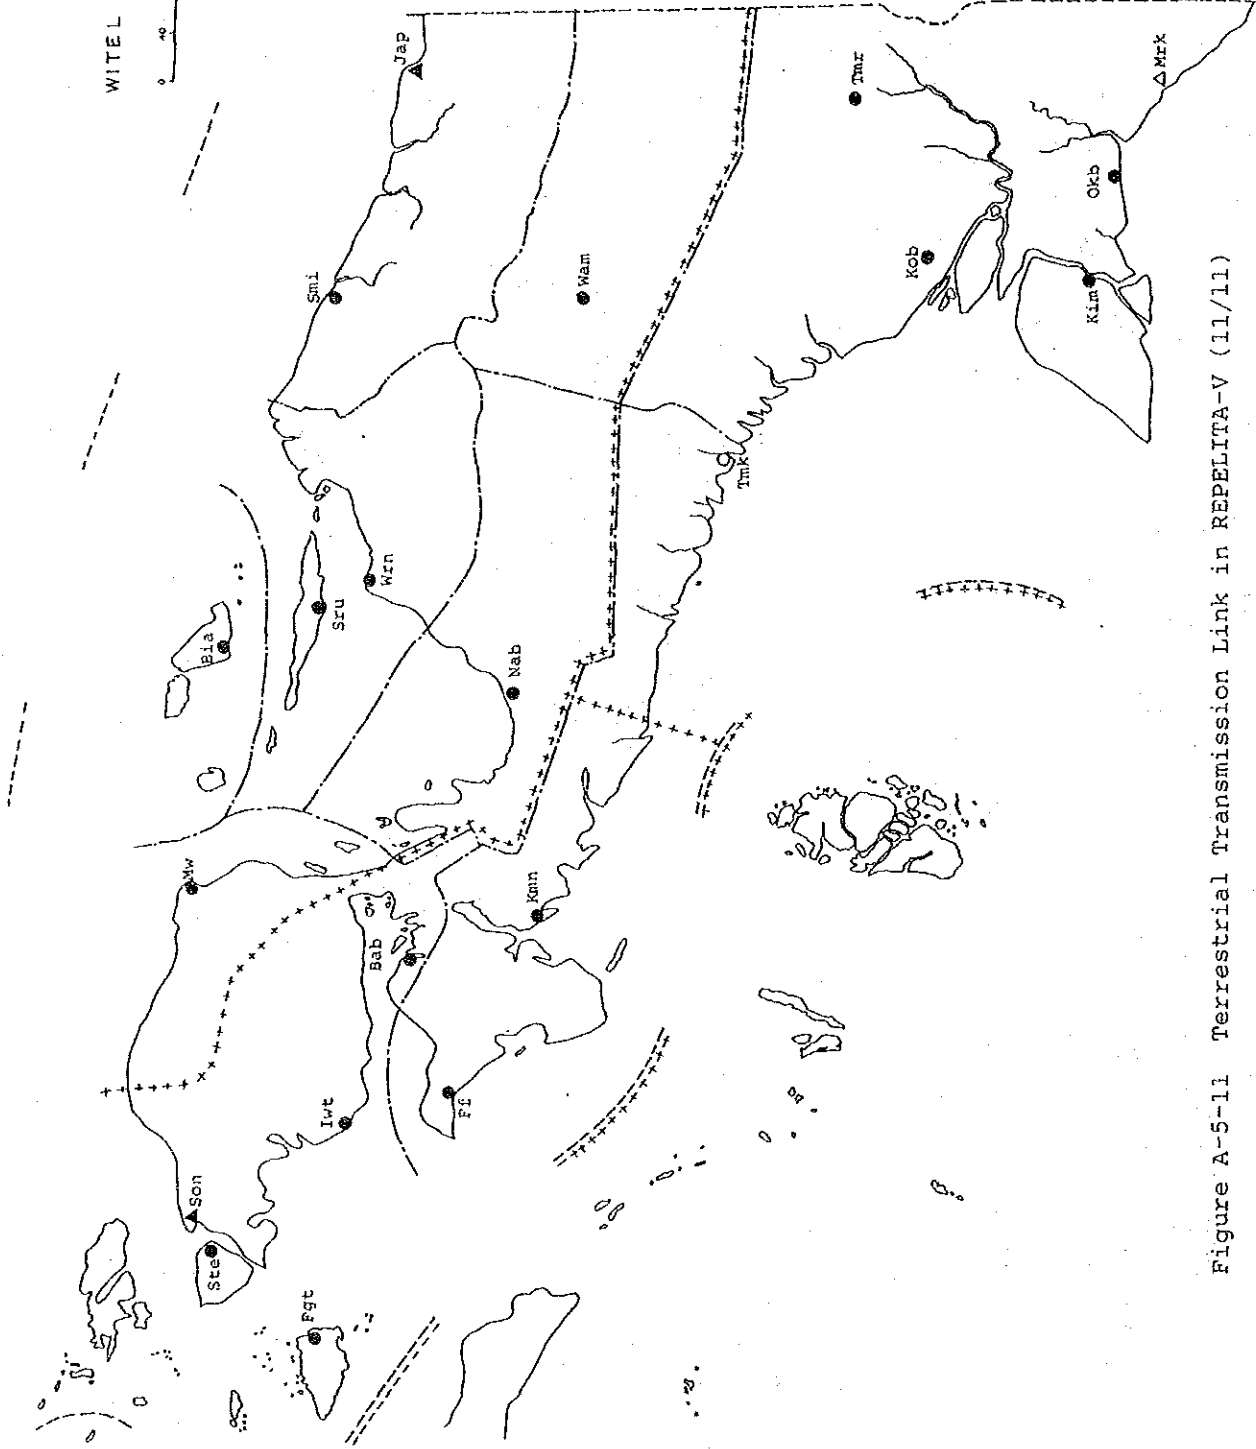 WITEL
0 40
Jap
Smi
Wam
Tmr
Mrk
Okb
Kob
Kim
Tmk
Bia
Sru
Wrn
Nab
Mw
Kmn
Bab
Iwt
Ff
Son
Ste
Fgt
Figure A-5-11 Terrestrial Transmission Link in REPELITA-V (11/11)